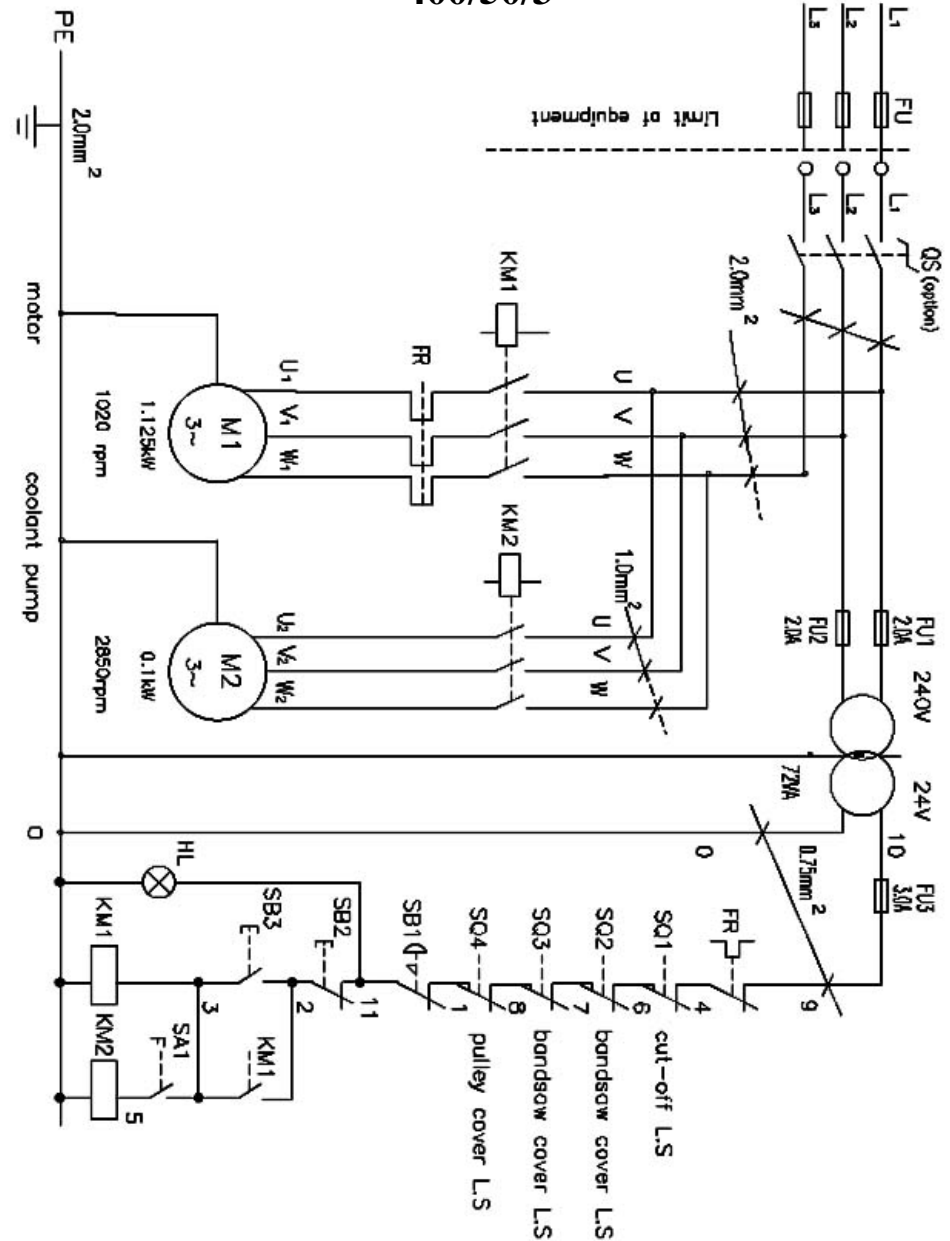 L1
L2
L3
FU
Limit of equipment
L1
L2
L3
QS (option)
2.0mm²
FU1
2.0A
FU2
2.0A
240V
24V
72VA
10
0
FU3
3.0A
0.75mm²
9
FR
4
SQ1
cut-off L.S
6
SQ2
bandsaw cover L.S
7
SQ3
bandsaw cover L.S
8
SQ4
pulley cover L.S
1
SB1
11
SB2
2
SB3
KM1
3
SA1
5
HL
KM1
KM2
U
V
W
KM1
FR
U1
V1
W1
M1
3~
1.125kW
1020 rpm
1.0mm²
U
V
W
KM2
U2
V2
W2
M2
3~
0.1kW
2850rpm
PE
2.0mm²
motor
coolant pump
0